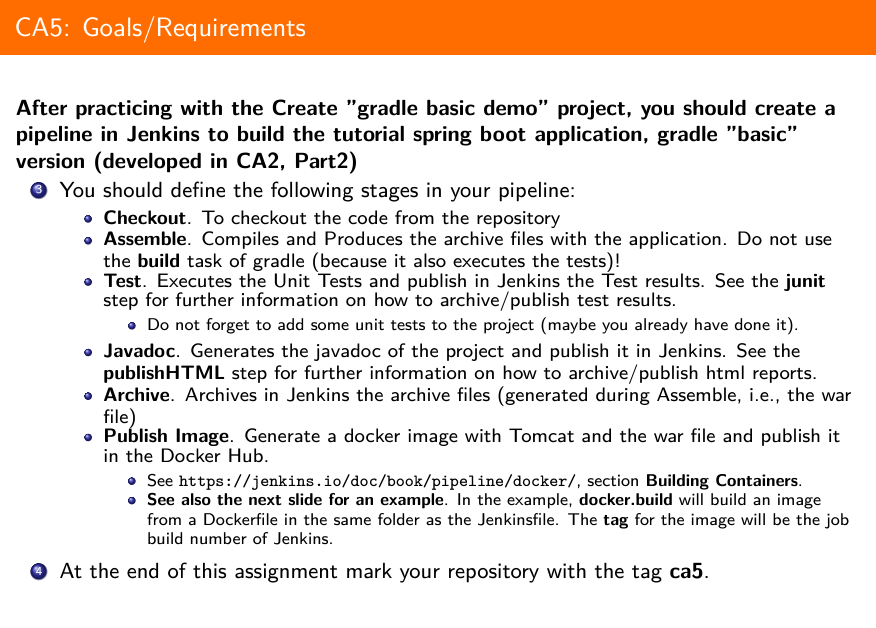 CA5: Goals/Requirements
After practicing with the Create ”gradle basic demo” project, you should create a
pipeline in Jenkins to build the tutorial spring boot application, gradle ”basic”
version (developed in CA2, Part2)
3 You should define the following stages in your pipeline:
Checkout. To checkout the code from the repository
Assemble. Compiles and Produces the archive files with the application. Do not use
the build task of gradle (because it also executes the tests)!
Test. Executes the Unit Tests and publish in Jenkins the Test results. See the junit
step for further information on how to archive/publish test results.
Do not forget to add some unit tests to the project (maybe you already have done it).
Javadoc. Generates the javadoc of the project and publish it in Jenkins. See the
publishHTML step for further information on how to archive/publish html reports.
Archive. Archives in Jenkins the archive files (generated during Assemble, i.e., the war
file)
Publish Image. Generate a docker image with Tomcat and the war file and publish it
in the Docker Hub.
See https://jenkins.io/doc/book/pipeline/docker/, section Building Containers.
See also the next slide for an example. In the example, docker.build will build an image
from a Dockerfile in the same folder as the Jenkinsfile. The tag for the image will be the job
build number of Jenkins.
4 At the end of this assignment mark your repository with the tag ca5.